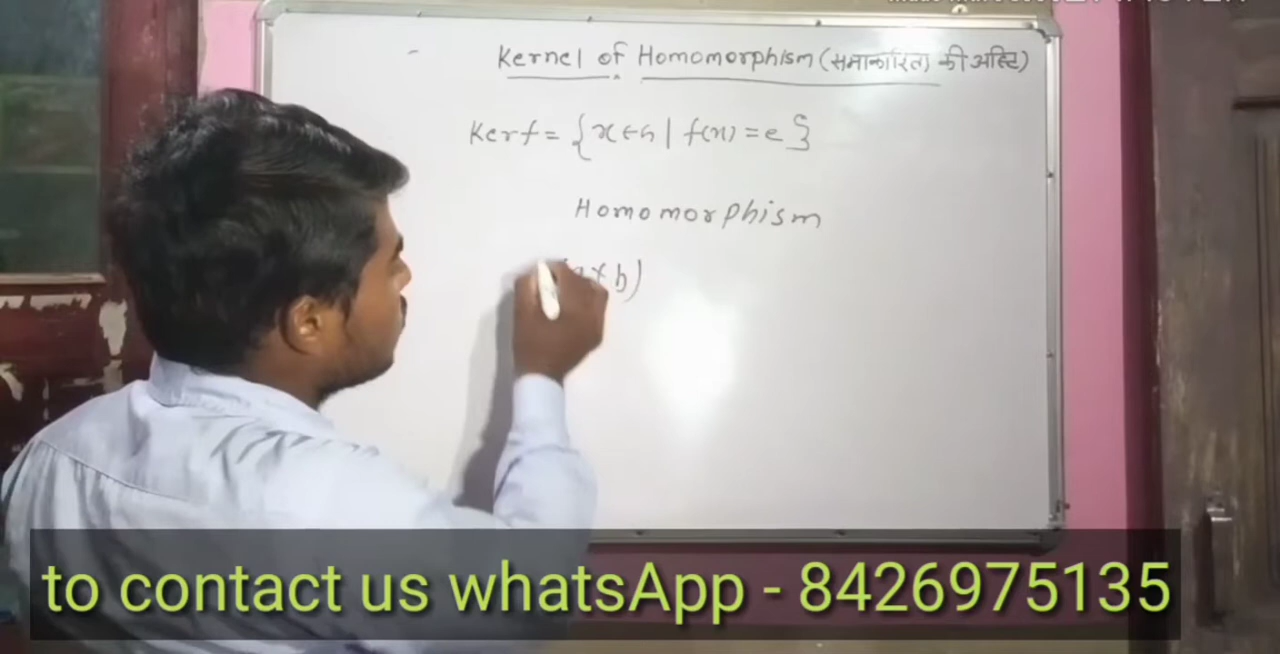 Kernel of Homomorphism (समाकारिता की अष्टि)
Kerf = {x∈G | f(x) = e}
Homomorphism
(a*b)
to contact us whatsApp - 8426975135